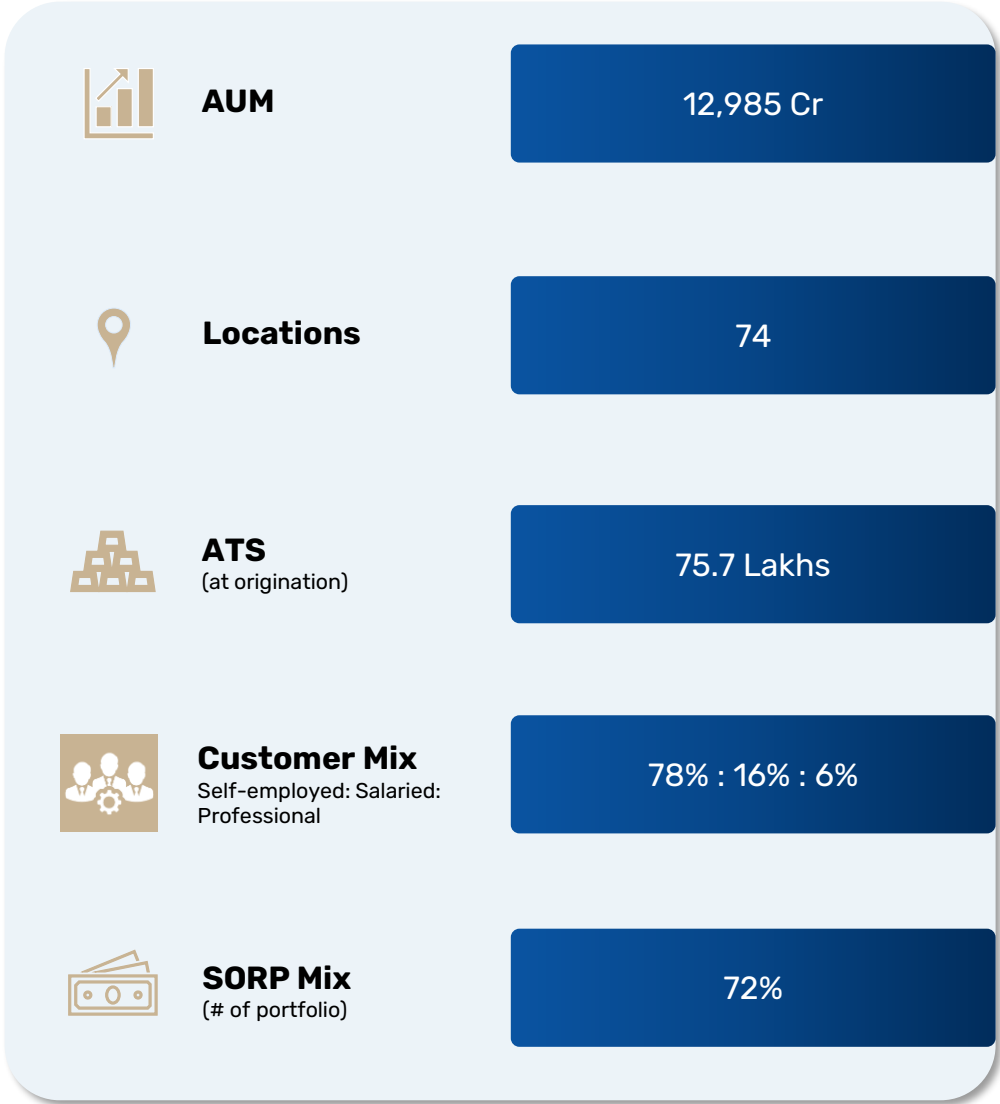 AUM
12,985 Cr
Locations
74
ATS
(at origination)
75.7 Lakhs
Customer Mix
Self-employed: Salaried:
Professional
78% : 16% : 6%
SORP Mix
(# of portfolio)
72%